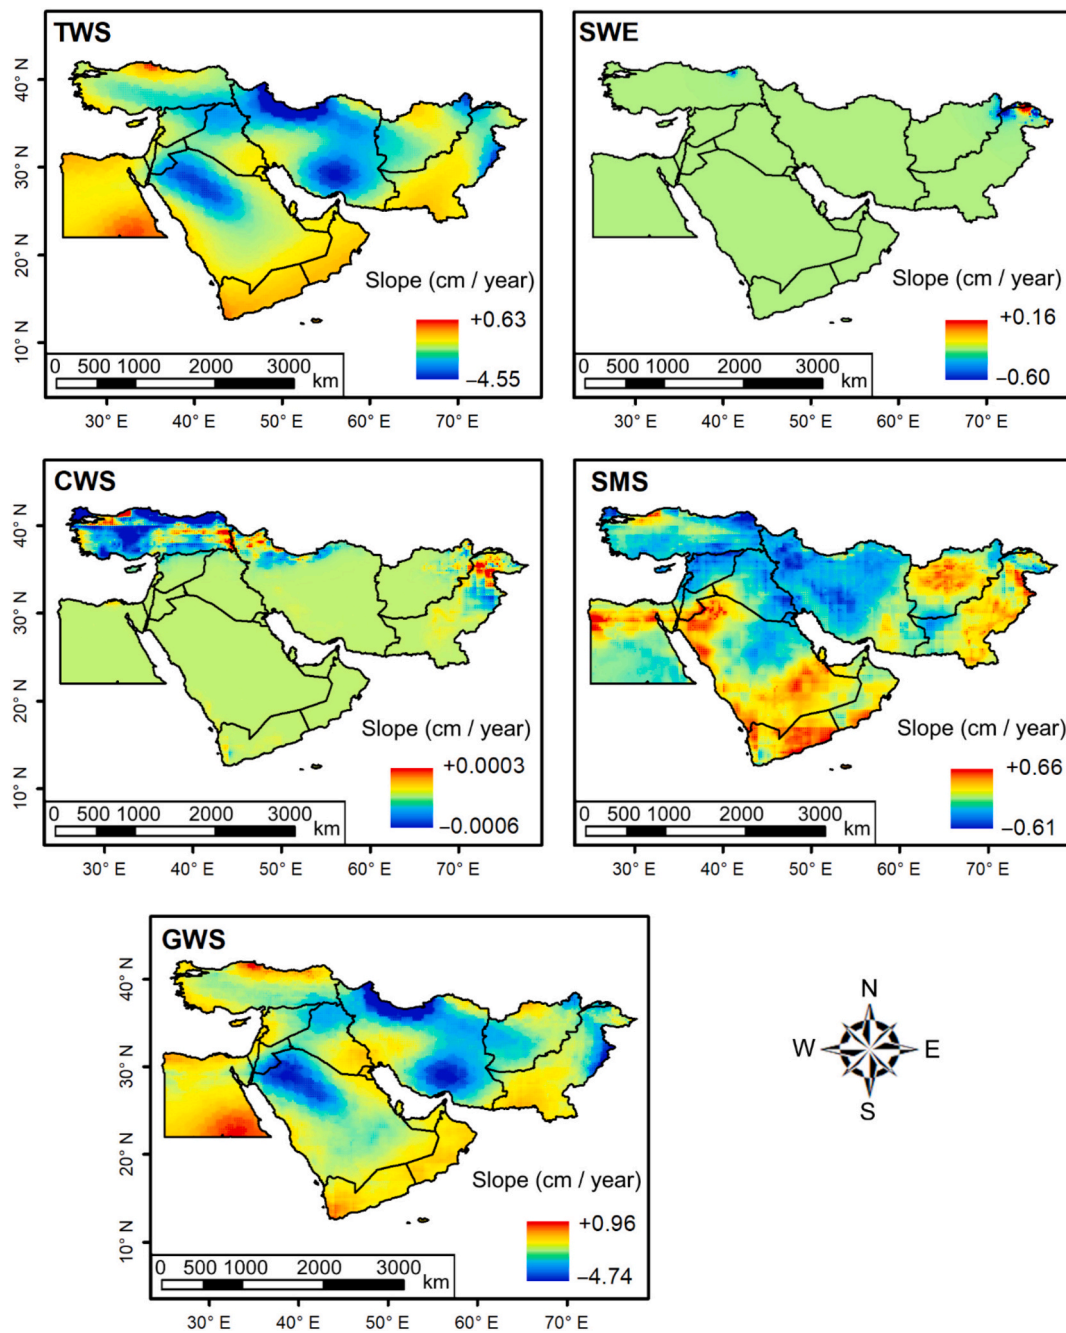 TWS
40° N
30° N
20° N
10° N
Slope (cm / year)
+0.63
−4.55
0 500 1000 2000 3000
km
30° E 40° E 50° E 60° E 70° E
SWE
Slope (cm / year)
+0.16
−0.60
0 500 1000 2000 3000
km
30° E 40° E 50° E 60° E 70° E
CWS
40° N
30° N
20° N
10° N
Slope (cm / year)
+0.0003
−0.0006
0 500 1000 2000 3000
km
30° E 40° E 50° E 60° E 70° E
SMS
Slope (cm / year)
+0.66
−0.61
0 500 1000 2000 3000
km
30° E 40° E 50° E 60° E 70° E
GWS
40° N
30° N
20° N
10° N
Slope (cm / year)
+0.96
−4.74
0 500 1000 2000 3000
km
30° E 40° E 50° E 60° E 70° E
N
W E
S